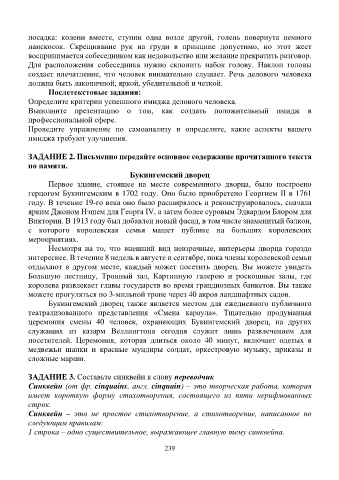 посадка: колени вместе, ступни одна возле другой, голень повернута немного
наискосок. Скрещивание рук на груди в принципе допустимо, но этот жест
воспринимается собеседником как недовольство или желание прекратить разговор.
Для расположения собеседника нужно склонить набок голову. Наклон головы
создает впечатление, что человек внимательно слушает. Речь делового человека
должна быть лаконичной, яркой, убедительной и четкой.
Послетекстовые задания:
Определите критерии успешного имиджа делового человека.
Выполните презентацию о том, как создать положительный имидж в
профессиональной сфере.
Проведите упражнение по самоанализу и определите, какие аспекты вашего
имиджа требуют улучшения.
ЗАДАНИЕ 2. Письменно передайте основное содержание прочитанного текста
по памяти.
Букингемский дворец
Первое здание, стоящее на месте современного дворца, было построено
герцогом Букингемским в 1702 году. Оно было приобретено Георгием II в 1761
году. В течение 19-го века оно было расширялось и реконструировалось, сначала
ярким Джоном Нэшем для Георга IV, а затем более суровым Эдвардом Блором для
Виктории. В 1913 году был добавлен новый фасад, в том числе знаменитый балкон,
с которого королевская семья машет публике на больших королевских
мероприятиях.
Несмотря на то, что внешний вид невзрачные, интерьеры дворца гораздо
интереснее. В течение 8 недель в августе и сентябре, пока члены королевской семьи
отдыхают в другом месте, каждый может посетить дворец. Вы можете увидеть
Большую лестницу, Тронный зал, Картинную галерею и роскошные залы, где
королева развлекает главы государств во время грандиозных банкетов. Вы также
можете прогуляться по 3-мильной тропе через 40 акров ландшафтных садов.
Букингемский дворец также является местом для ежедневного публичного
театрализованного представления «Смена караула». Тщательно продуманная
церемония смены 40 человек, охраняющих Букингемский дворец, на других
служащих из казарм Веллингтона сегодня служит лишь развлечением для
посетителей. Церемония, которая длиться около 40 минут, включает одетых в
медвежьи шапки и красные мундиры солдат, оркестровую музыку, приказы и
сложные марши.
ЗАДАНИЕ 3. Составьте синквейн к слову переводчик
Синквейн (от фр. cinquains, англ. cinquain) – это творческая работа, которая
имеет короткую форму стихотворения, состоящего из пяти нерифмованных
строк.
Синквейн – это не простое стихотворение, а стихотворение, написанное по
следующим правилам:
1 строка – одно существительное, выражающее главную тему cинквейна.
239